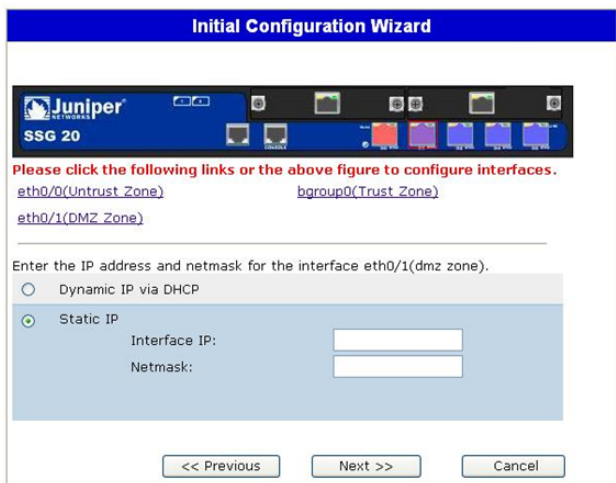 Initial Configuration Wizard
Juniper
NETWORKS
SSG 20
CONSOLE
Please click the following links or the above figure to configure interfaces.
eth0/0(Untrust Zone) bgroup0(Trust Zone)
eth0/1(DMZ Zone)
Enter the IP address and netmask for the interface eth0/1(dmz zone).
Dynamic IP via DHCP
Static IP
Interface IP:
Netmask:
<< Previous Next >> Cancel